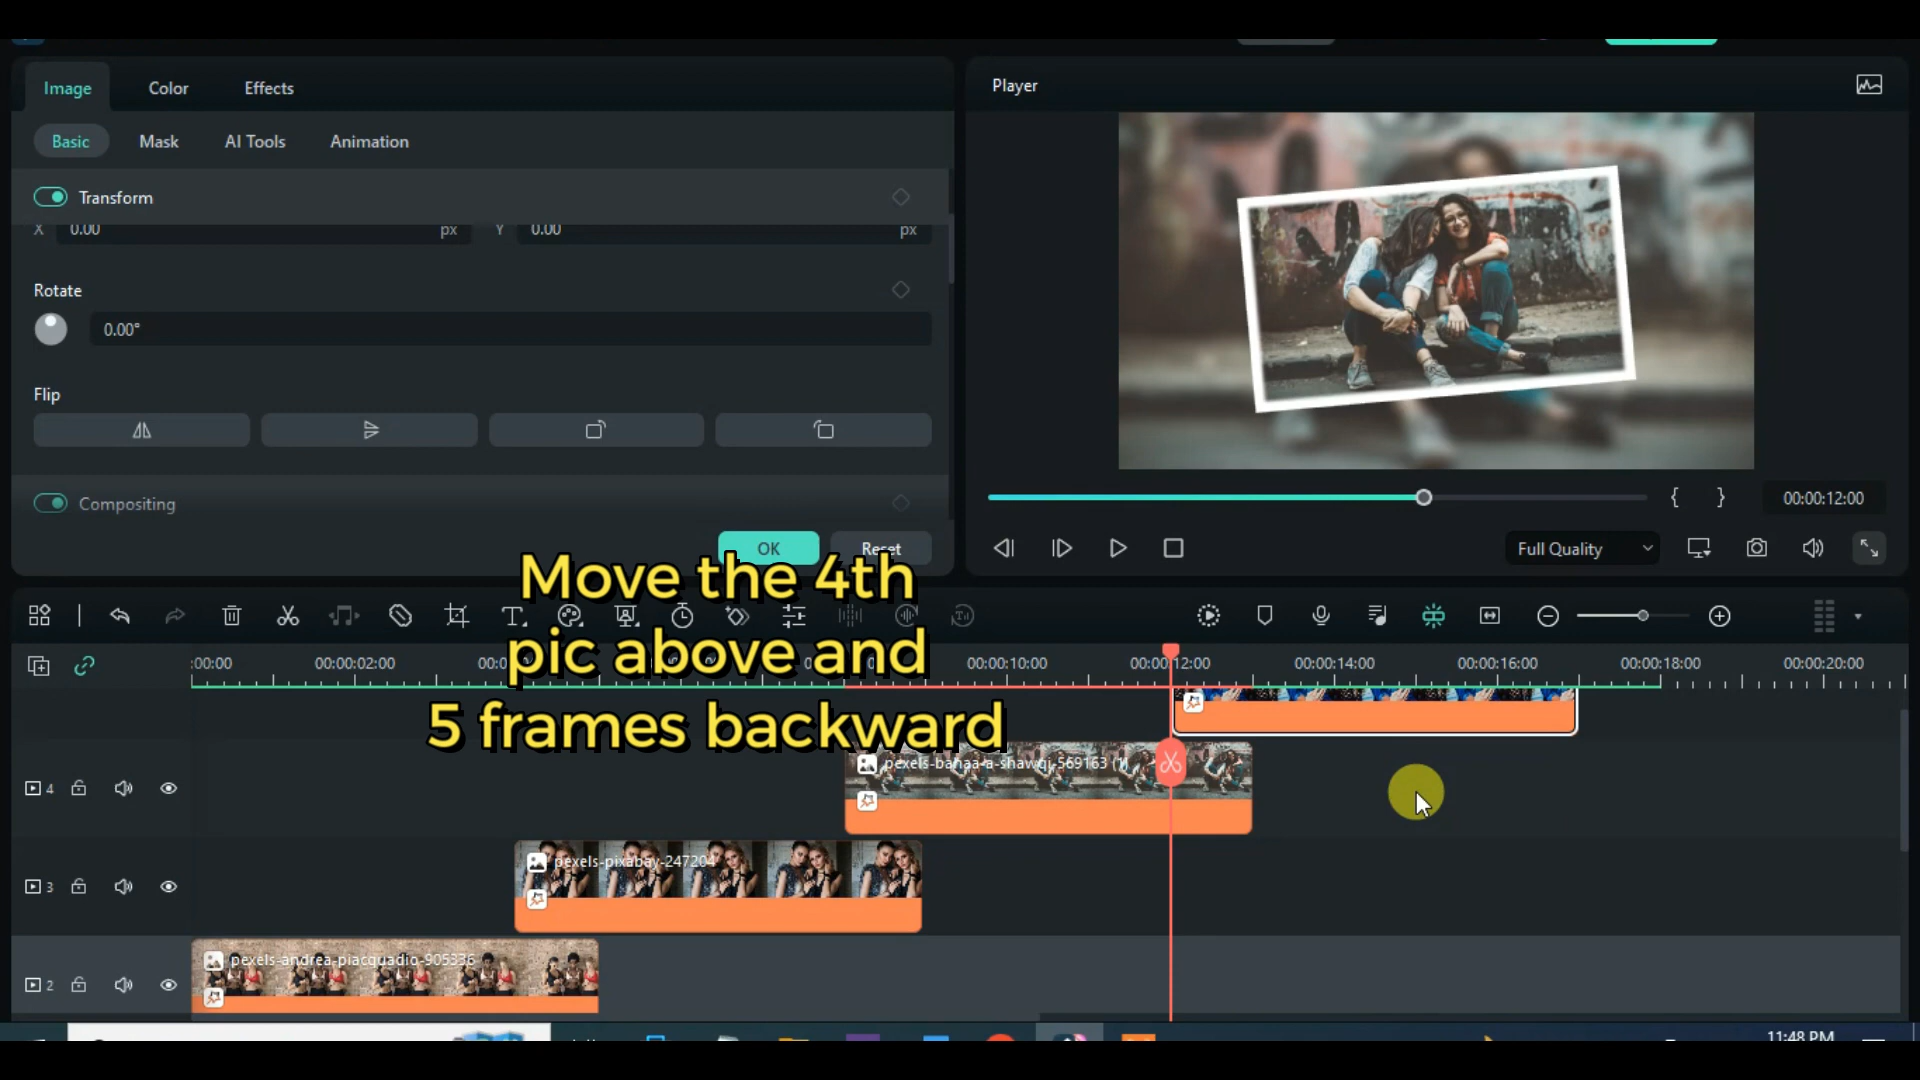 Image
Color
Effects
Player
Basic
Mask
AI Tools
Animation
Transform
X 0.00 px Y 0.00 px
Rotate
0.00°
Flip
Compositing
OK
Reset
00:00:12:00
Full Quality
Move the 4th
pic above and
5 frames backward
:00:00
00:00:02:00
00:00:10:00
00:00:12:00
00:00:14:00
00:00:16:00
00:00:18:00
00:00:20:00
4
pexels-bahaa-a-shawqi-569163 (1)
3
pexels-pixabay-247204
2
pexels-andrea-piacquadio-905336
11:48 PM